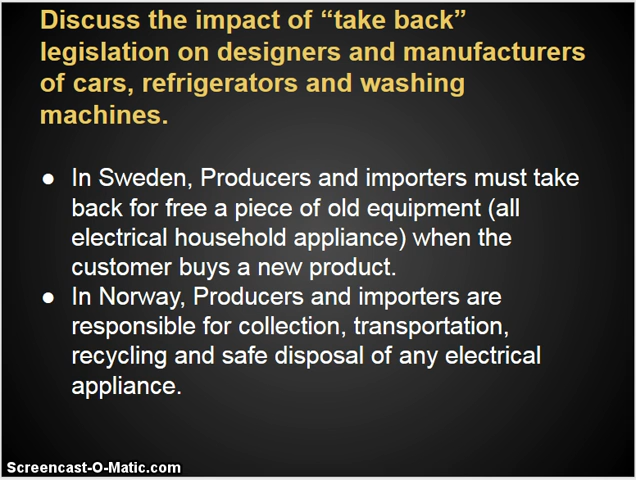 Discuss the impact of “take back”
legislation on designers and manufacturers
of cars, refrigerators and washing
machines.
● In Sweden, Producers and importers must take
back for free a piece of old equipment (all
electrical household appliance) when the
customer buys a new product.
● In Norway, Producers and importers are
responsible for collection, transportation,
recycling and safe disposal of any electrical
appliance.
Screencast-O-Matic.com